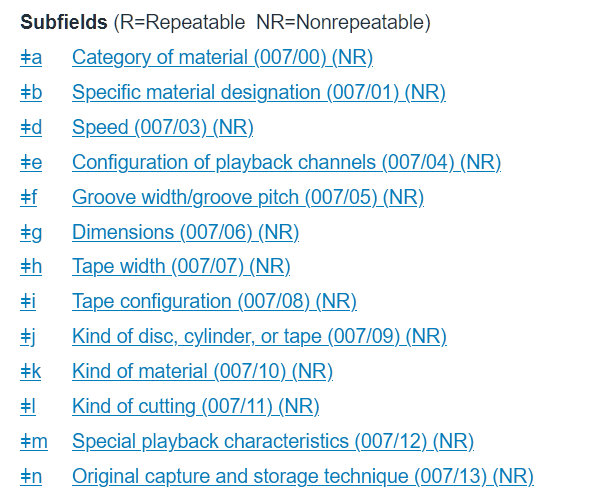 Subfields (R=Repeatable NR=Nonrepeatable)
ǂa Category of material (007/00) (NR)
ǂb Specific material designation (007/01) (NR)
ǂd Speed (007/03) (NR)
ǂe Configuration of playback channels (007/04) (NR)
ǂf Groove width/groove pitch (007/05) (NR)
ǂg Dimensions (007/06) (NR)
ǂh Tape width (007/07) (NR)
ǂi Tape configuration (007/08) (NR)
ǂj Kind of disc, cylinder, or tape (007/09) (NR)
ǂk Kind of material (007/10) (NR)
ǂl Kind of cutting (007/11) (NR)
ǂm Special playback characteristics (007/12) (NR)
ǂn Original capture and storage technique (007/13) (NR)